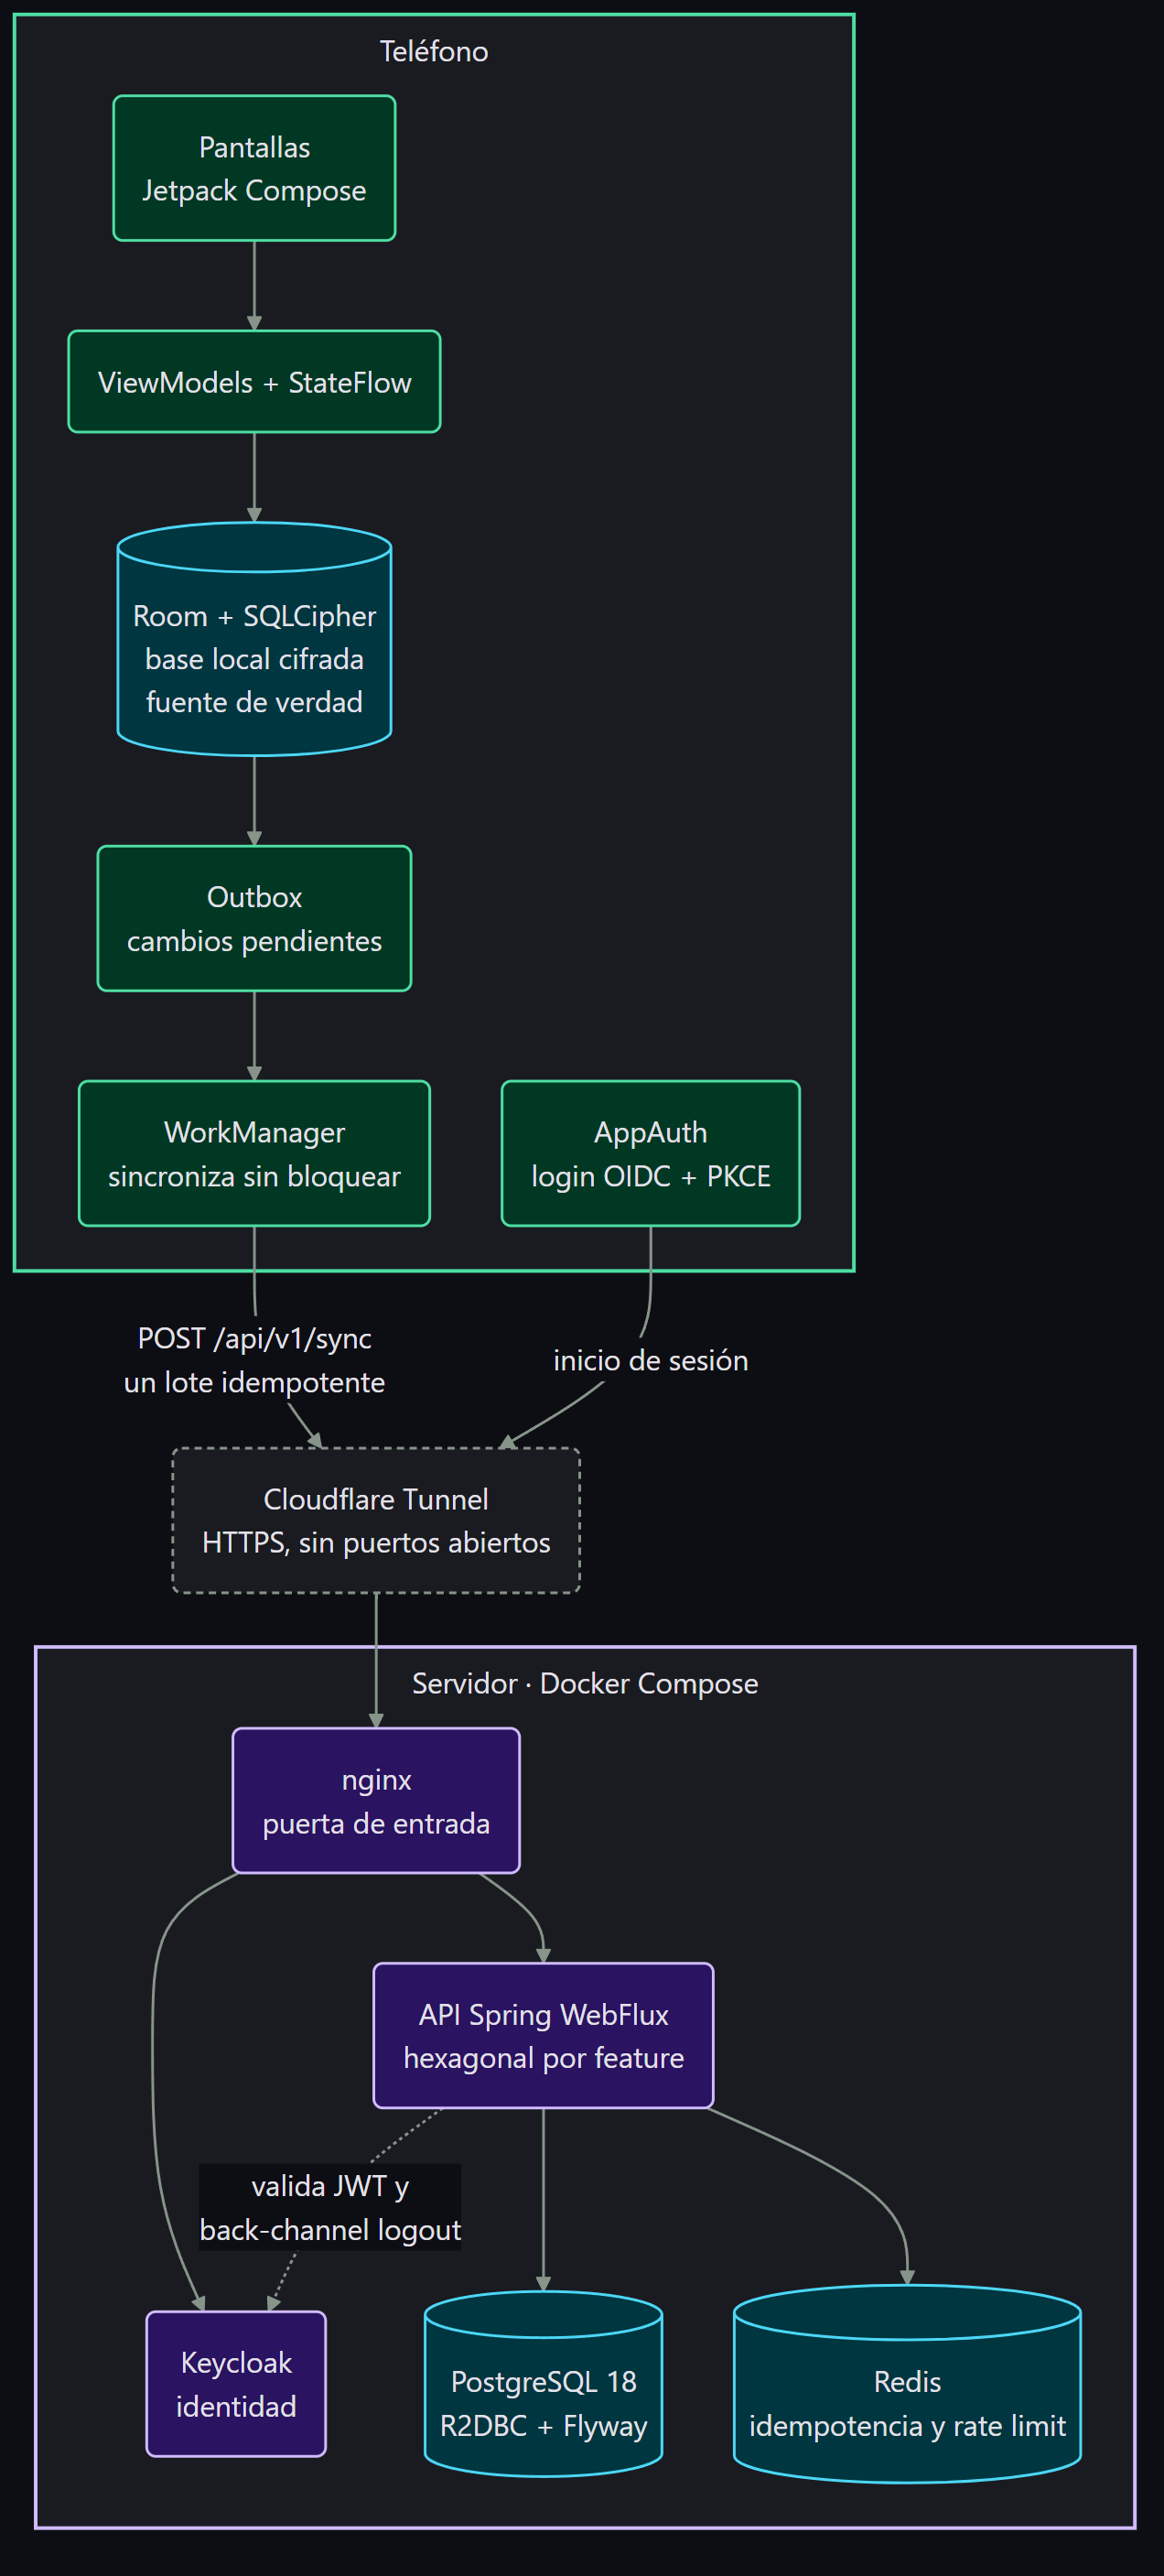 Teléfono
Pantallas
Jetpack Compose
ViewModels + StateFlow
Room + SQLCipher
base local cifrada
fuente de verdad
Outbox
cambios pendientes
WorkManager
sincroniza sin bloquear
AppAuth
login OIDC + PKCE
POST /api/v1/sync
un lote idempotente
inicio de sesión
Cloudflare Tunnel
HTTPS, sin puertos abiertos
Servidor · Docker Compose
nginx
puerta de entrada
API Spring WebFlux
hexagonal por feature
valida JWT y
back-channel logout
Keycloak
identidad
PostgreSQL 18
R2DBC + Flyway
Redis
idempotencia y rate limit